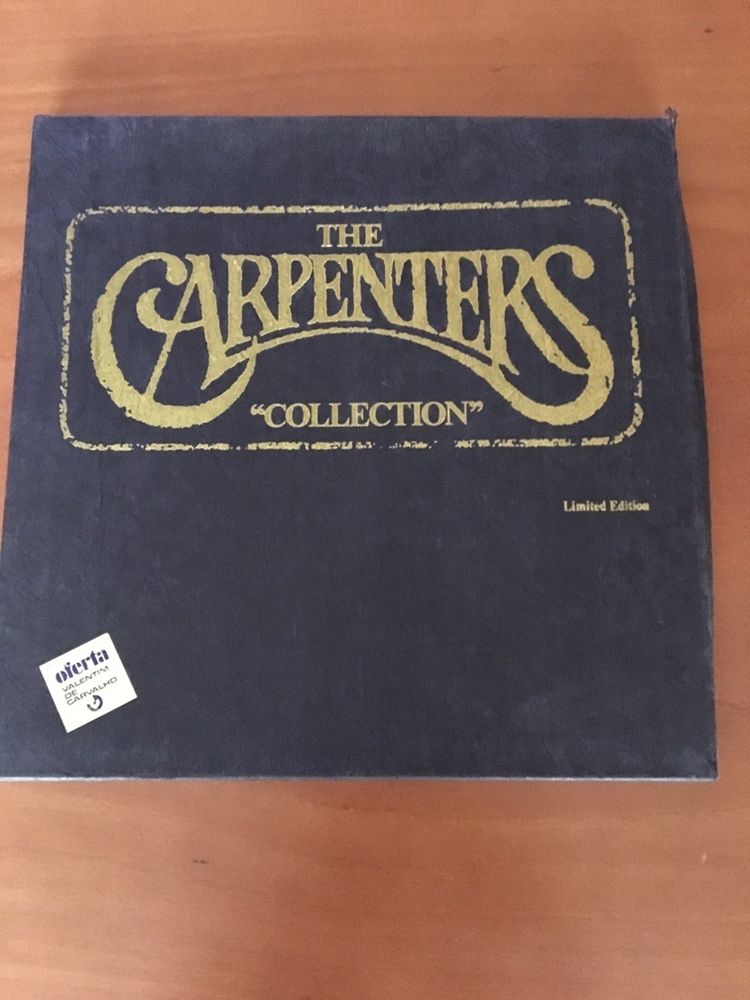 THE
CARPENTERS
“COLLECTION”
Limited Edition
oferta
VALENTIM
DE
CARVALHO